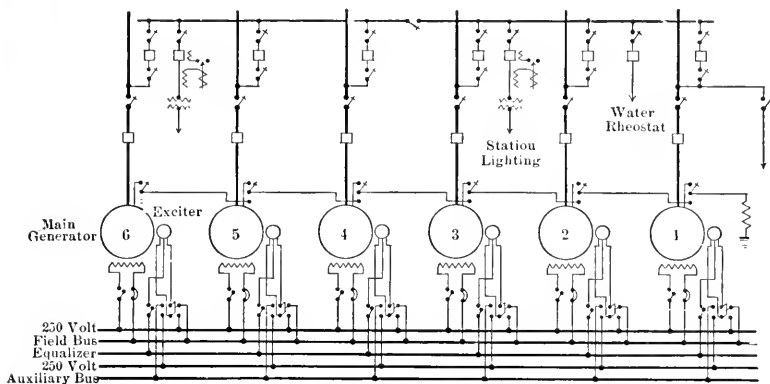 Water
Rheostat
Station
Lighting
Exciter
Main
Generator
6
5
4
3
2
1
250 Volt
Field Bus
Equalizer
250 Volt
Auxiliary Bus